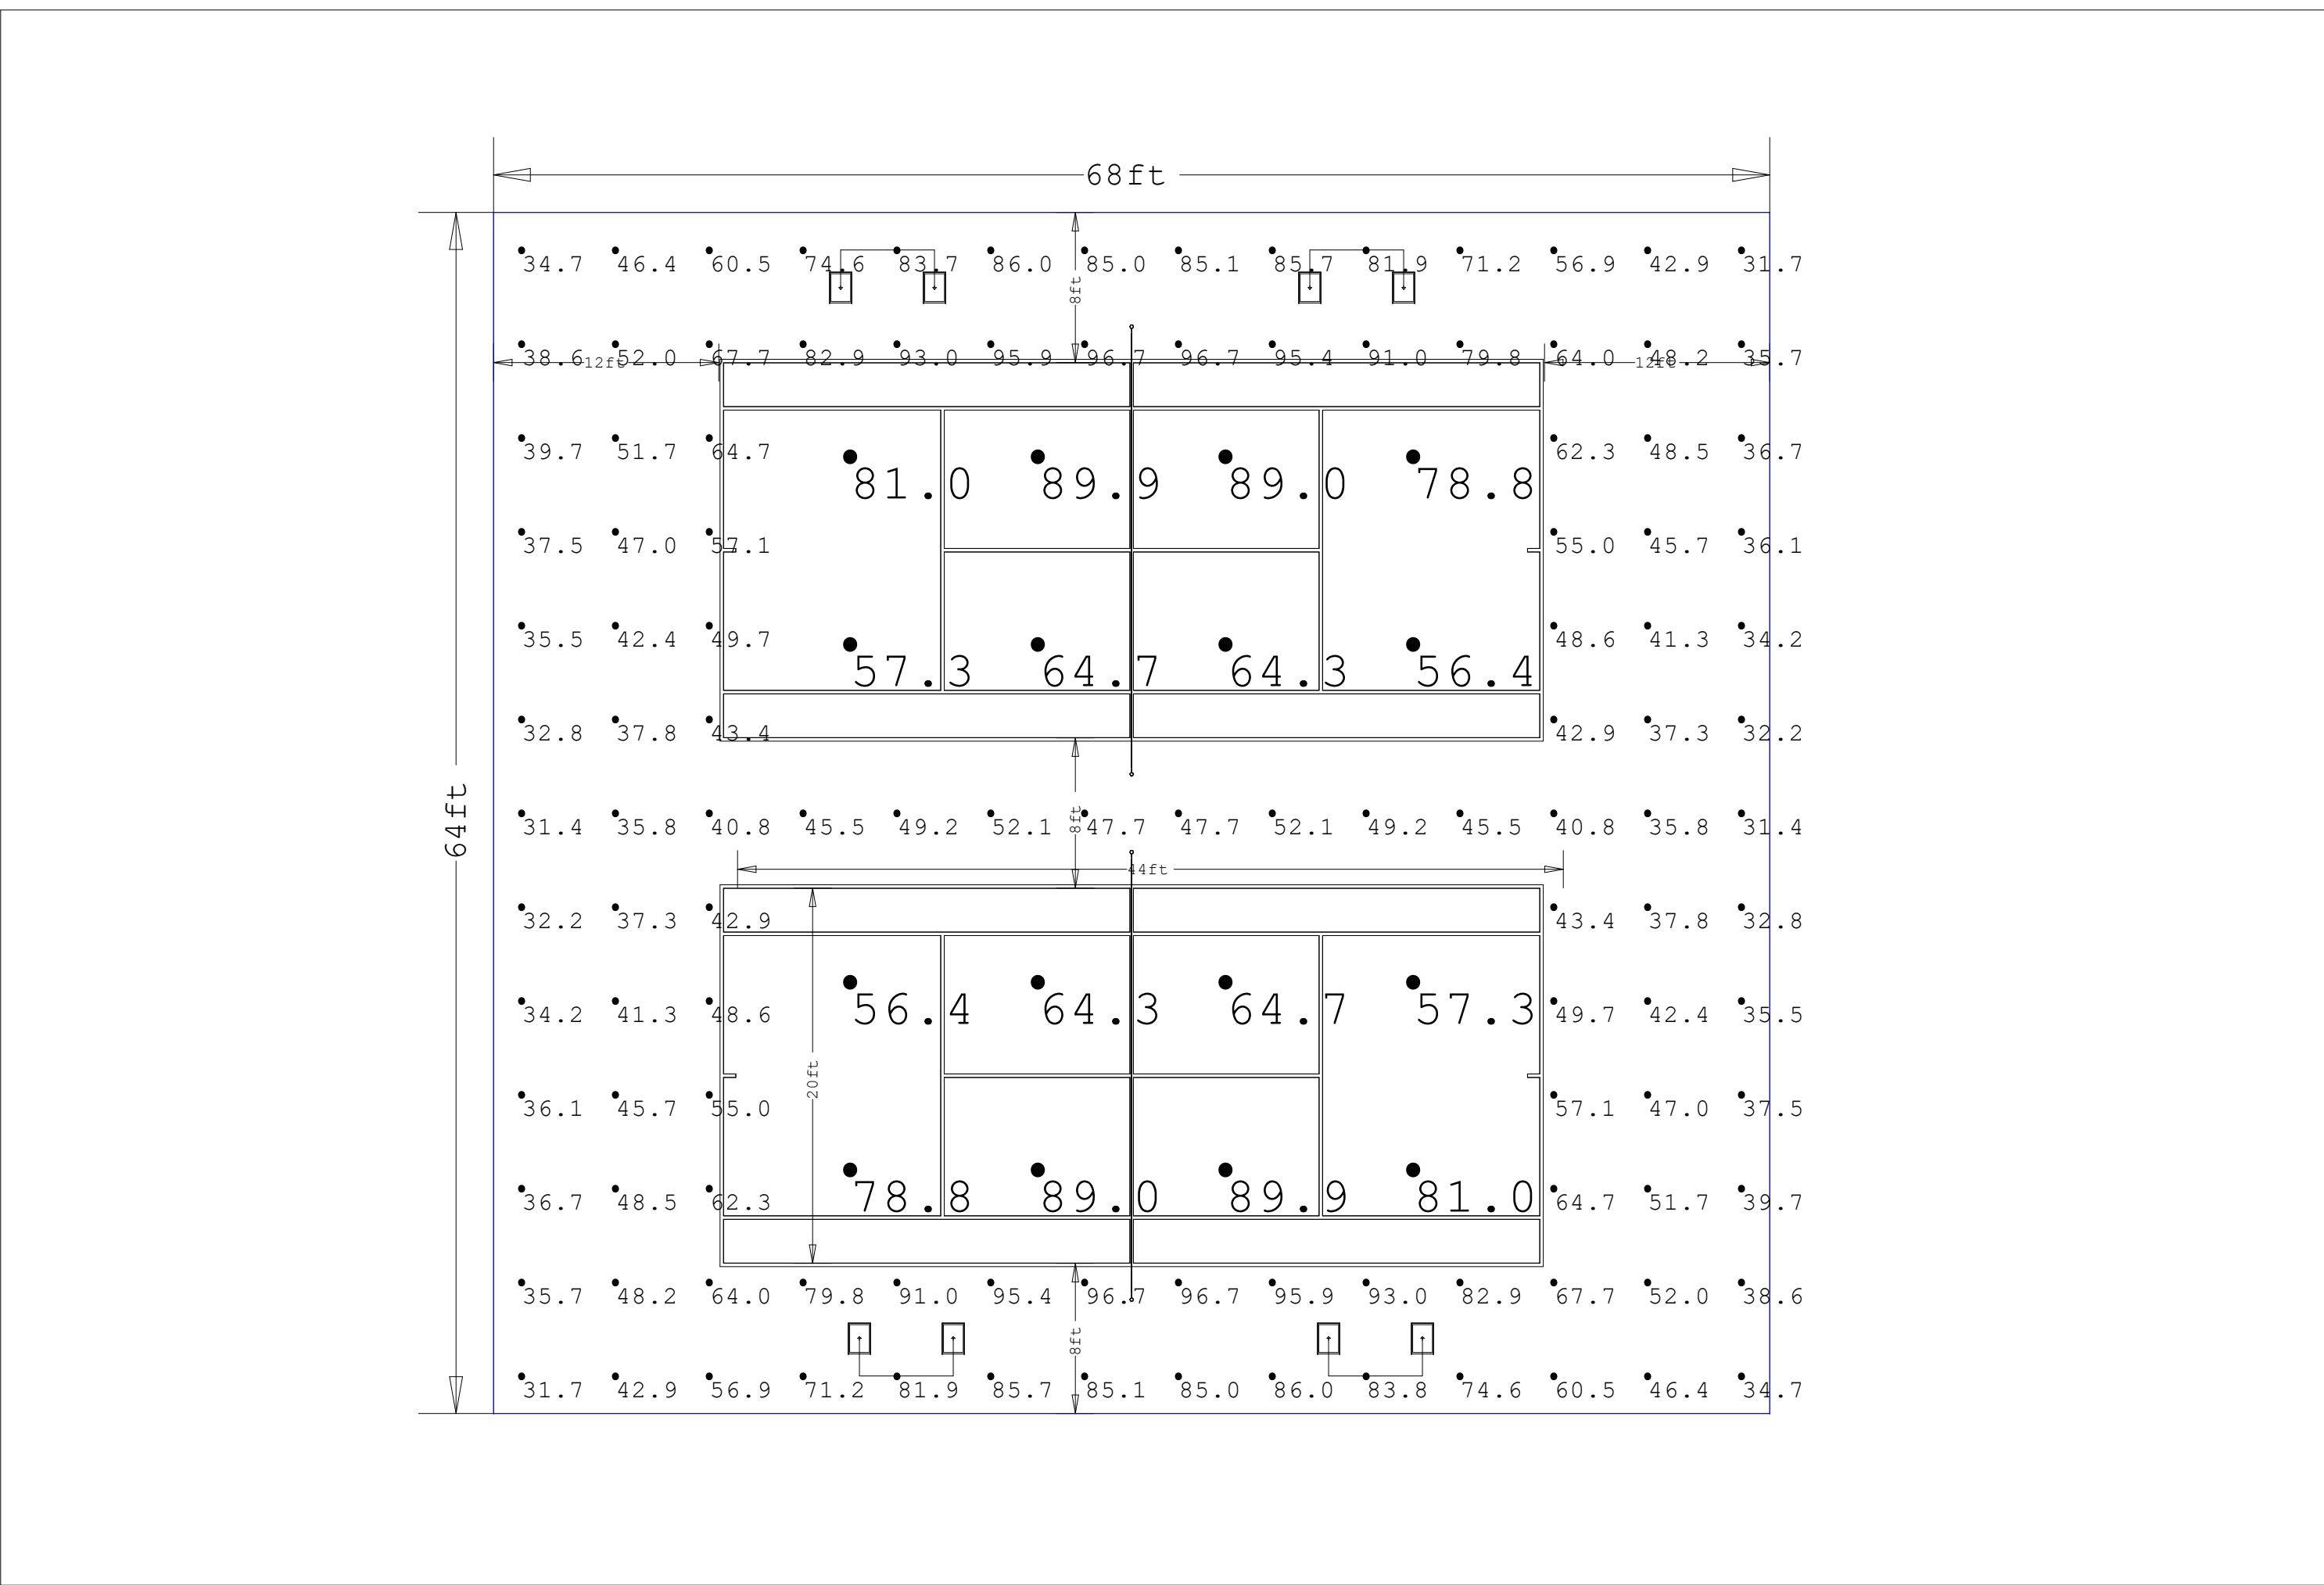 68ft
34.7 46.4 60.5 74.6 83.7 86.0 85.0 85.1 85.7 81.9 71.2 56.9 42.9 31.7
8ft
38.6 52.0 67.7 82.9 93.0 95.9 96.7 96.7 95.4 91.0 79.8 64.0 48.2 35.7
12ft 12ft
39.7 51.7 64.7 62.3 48.5 36.7
81.0 89.9 89.0 78.8
37.5 47.0 57.1 55.0 45.7 36.1
35.5 42.4 49.7 48.6 41.3 34.2
57.3 64.7 64.3 56.4
32.8 37.8 43.4 42.9 37.3 32.2
64ft
31.4 35.8 40.8 45.5 49.2 52.1 8ft 47.7 47.7 52.1 49.2 45.5 40.8 35.8 31.4
44ft
32.2 37.3 42.9 43.4 37.8 32.8
34.2 41.3 48.6 56.4 64.3 64.7 57.3 49.7 42.4 35.5
20ft
36.1 45.7 55.0 57.1 47.0 37.5
36.7 48.5 62.3 78.8 89.0 89.9 81.0 64.7 51.7 39.7
35.7 48.2 64.0 79.8 91.0 95.4 96.7 96.7 95.9 93.0 82.9 67.7 52.0 38.6
8ft
31.7 42.9 56.9 71.2 81.9 85.7 85.1 85.0 86.0 83.8 74.6 60.5 46.4 34.7